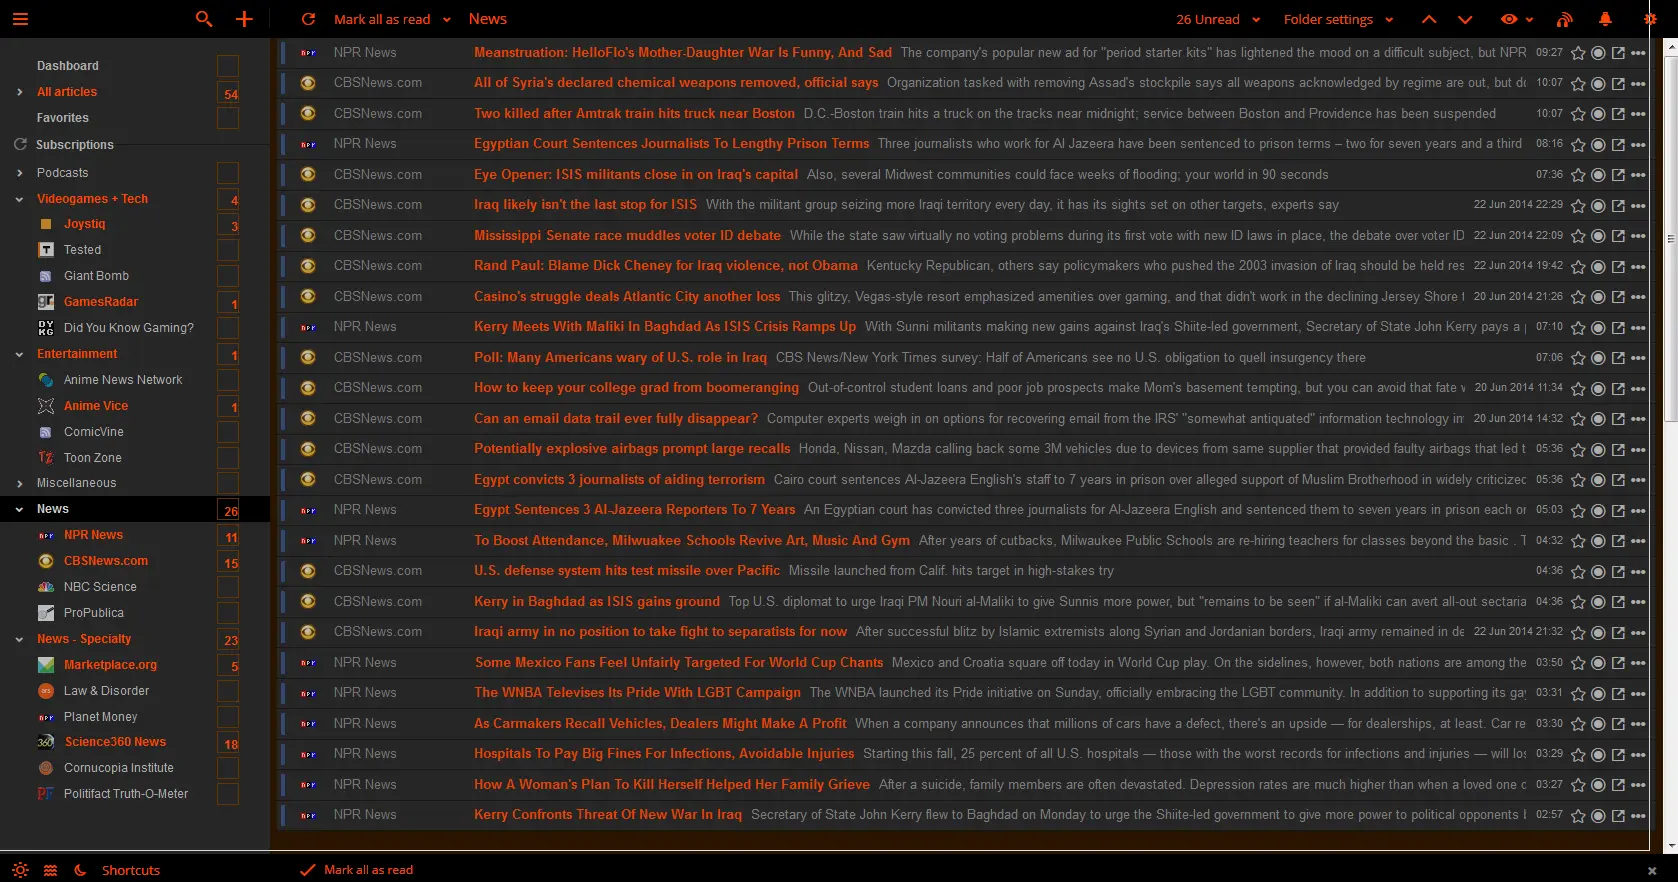 Mark all as read
News
26 Unread
Folder settings
Dashboard
All articles 54
Favorites
Subscriptions
Podcasts
Videogames + Tech 4
Joystiq 3
Tested
Giant Bomb
GamesRadar 1
Did You Know Gaming?
Entertainment 1
Anime News Network
Anime Vice 1
ComicVine
Toon Zone
Miscellaneous
News 26
NPR News 11
CBSNews.com 15
NBC Science
ProPublica
News - Specialty 23
Marketplace.org 5
Law & Disorder
Planet Money
Science360 News 18
Cornucopia Institute
Politifact Truth-O-Meter
NPR News Meanstruation: HelloFlo's Mother-Daughter War Is Funny, And Sad The company's popular new ad for "period starter kits" has lightened the mood on a difficult subject, but NPR 09:27
CBSNews.com All of Syria's declared chemical weapons removed, official says Organization tasked with removing Assad's stockpile says all weapons acknowledged by regime are out, but do 10:07
CBSNews.com Two killed after Amtrak train hits truck near Boston D.C.-Boston train hits a truck on the tracks near midnight; service between Boston and Providence has been suspended 10:07
NPR News Egyptian Court Sentences Journalists To Lengthy Prison Terms Three journalists who work for Al Jazeera have been sentenced to prison terms – two for seven years and a third 08:16
CBSNews.com Eye Opener: ISIS militants close in on Iraq's capital Also, several Midwest communities could face weeks of flooding; your world in 90 seconds 07:36
CBSNews.com Iraq likely isn't the last stop for ISIS With the militant group seizing more Iraqi territory every day, it has its sights set on other targets, experts say 22 Jun 2014 22:29
CBSNews.com Mississippi Senate race muddles voter ID debate While the state saw virtually no voting problems during its first vote with new ID laws in place, the debate over voter ID 22 Jun 2014 22:09
CBSNews.com Rand Paul: Blame Dick Cheney for Iraq violence, not Obama Kentucky Republican, others say policymakers who pushed the 2003 invasion of Iraq should be held res 22 Jun 2014 19:42
CBSNews.com Casino's struggle deals Atlantic City another loss This glitzy, Vegas-style resort emphasized amenities over gaming, and that didn't work in the declining Jersey Shore 20 Jun 2014 21:26
NPR News Kerry Meets With Maliki In Baghdad As ISIS Crisis Ramps Up With Sunni militants making new gains against Iraq's Shiite-led government, Secretary of State John Kerry pays a 07:10
CBSNews.com Poll: Many Americans wary of U.S. role in Iraq CBS News/New York Times survey: Half of Americans see no U.S. obligation to quell insurgency there 07:06
CBSNews.com How to keep your college grad from boomeranging Out-of-control student loans and poor job prospects make Mom's basement tempting, but you can avoid that fate 20 Jun 2014 11:34
CBSNews.com Can an email data trail ever fully disappear? Computer experts weigh in on options for recovering email from the IRS' "somewhat antiquated" information technology 20 Jun 2014 14:32
CBSNews.com Potentially explosive airbags prompt large recalls Honda, Nissan, Mazda calling back some 3M vehicles due to devices from same supplier that provided faulty airbags that led t 05:36
CBSNews.com Egypt convicts 3 journalists of aiding terrorism Cairo court sentences Al-Jazeera English's staff to 7 years in prison over alleged support of Muslim Brotherhood in widely criticized 05:36
NPR News Egypt Sentences 3 Al-Jazeera Reporters To 7 Years An Egyptian court has convicted three journalists for Al-Jazeera English and sentenced them to seven years in prison each or 05:03
NPR News To Boost Attendance, Milwuakee Schools Revive Art, Music And Gym After years of cutbacks, Milwaukee Public Schools are re-hiring teachers for classes beyond the basic . T 04:32
CBSNews.com U.S. defense system hits test missile over Pacific Missile launched from Calif. hits target in high-stakes try 04:36
CBSNews.com Kerry in Baghdad as ISIS gains ground Top U.S. diplomat to urge Iraqi PM Nouri al-Maliki to give Sunnis more power, but "remains to be seen" if al-Maliki can avert all-out sectaria 04:36
CBSNews.com Iraqi army in no position to take fight to separatists for now After successful blitz by Islamic extremists along Syrian and Jordanian borders, Iraqi army remained in de 22 Jun 2014 21:32
NPR News Some Mexico Fans Feel Unfairly Targeted For World Cup Chants Mexico and Croatia square off today in World Cup play. On the sidelines, however, both nations are among the 03:50
NPR News The WNBA Televises Its Pride With LGBT Campaign The WNBA launched its Pride initiative on Sunday, officially embracing the LGBT community. In addition to supporting its gay 03:31
NPR News As Carmakers Recall Vehicles, Dealers Might Make A Profit When a company announces that millions of cars have a defect, there's an upside — for dealerships, at least. Car re 03:30
NPR News Hospitals To Pay Big Fines For Infections, Avoidable Injuries Starting this fall, 25 percent of all U.S. hospitals — those with the worst records for infections and injuries — will los 03:29
NPR News How A Woman's Plan To Kill Herself Helped Her Family Grieve After a suicide, family members are often devastated. Depression rates are much higher than when a loved one 03:27
NPR News Kerry Confronts Threat Of New War In Iraq Secretary of State John Kerry flew to Baghdad on Monday to urge the Shiite-led government to give more power to political opponents 02:57
Shortcuts
Mark all as read